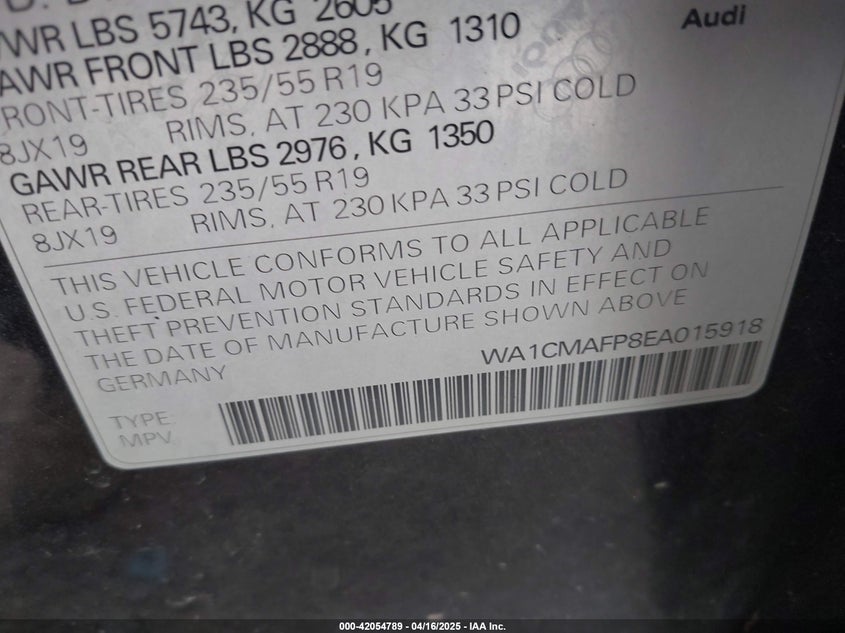 WR LBS 5743, KG 2605
AWR FRONT LBS 2888, KG 1310
RONT-TIRES 235/55 R19
8JX19 RIMS, AT 230 KPA 33 PSI COLD
GAWR REAR LBS 2976, KG 1350
REAR-TIRES 235/55 R19
8JX19 RIMS, AT 230 KPA 33 PSI COLD
Audi
THIS VEHICLE CONFORMS TO ALL APPLICABLE
U.S. FEDERAL MOTOR VEHICLE SAFETY AND
THEFT PREVENTION STANDARDS IN EFFECT ON
THE DATE OF MANUFACTURE SHOWN ABOVE
GERMANY WA1CMAFP8EA015918
TYPE
MPV
000-42054789 - 04/16/2025 - IAA Inc.